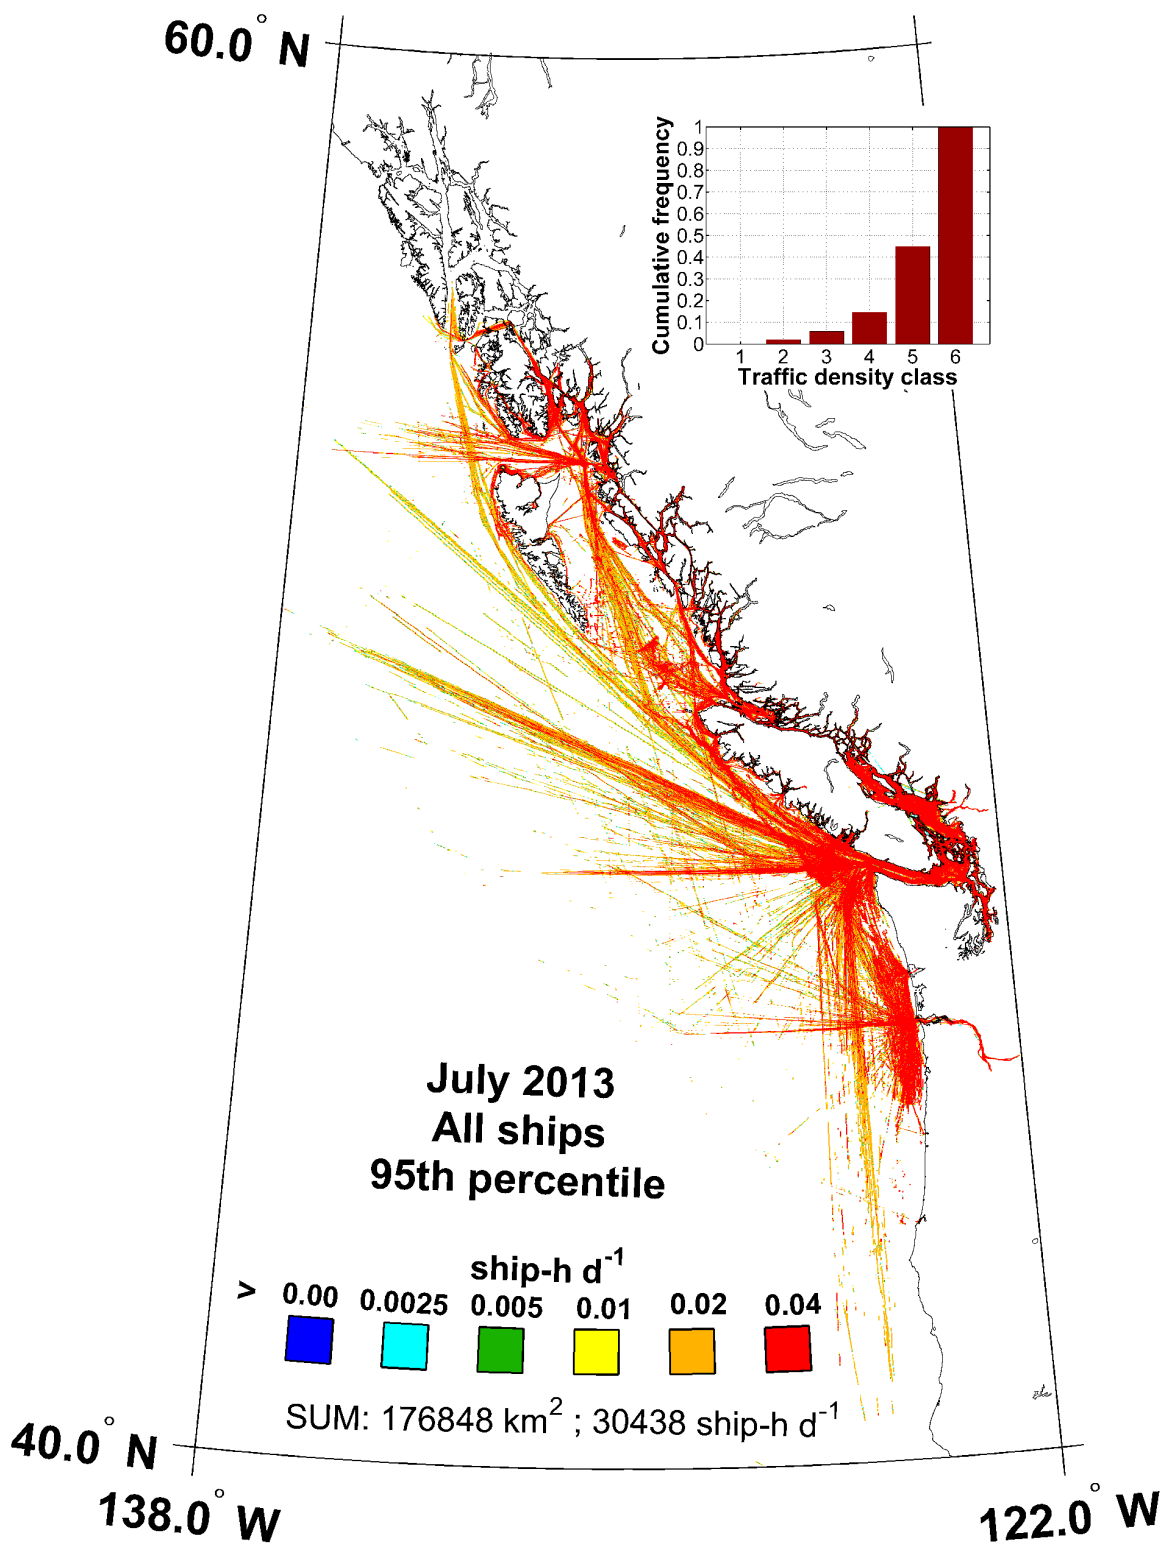 60.0° N
Cumulative frequency
1
0.9
0.8
0.7
0.6
0.5
0.4
0.3
0.2
0.1
0
1 2 3 4 5 6
Traffic density class
July 2013
All ships
95th percentile
ship-h d⁻¹
> 0.00 0.0025 0.005 0.01 0.02 0.04
SUM: 176848 km² ; 30438 ship-h d⁻¹
40.0° N
138.0° W
122.0° W